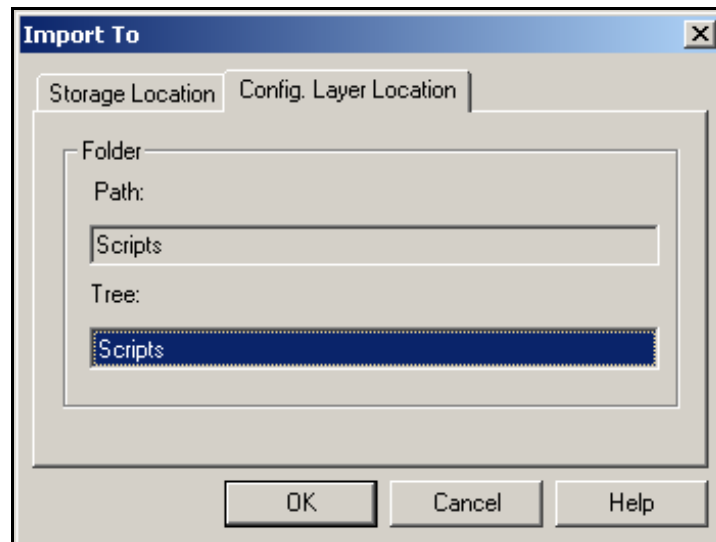 Import To
Storage Location Config. Layer Location
Folder
Path:
Scripts
Tree:
Scripts
OK Cancel Help